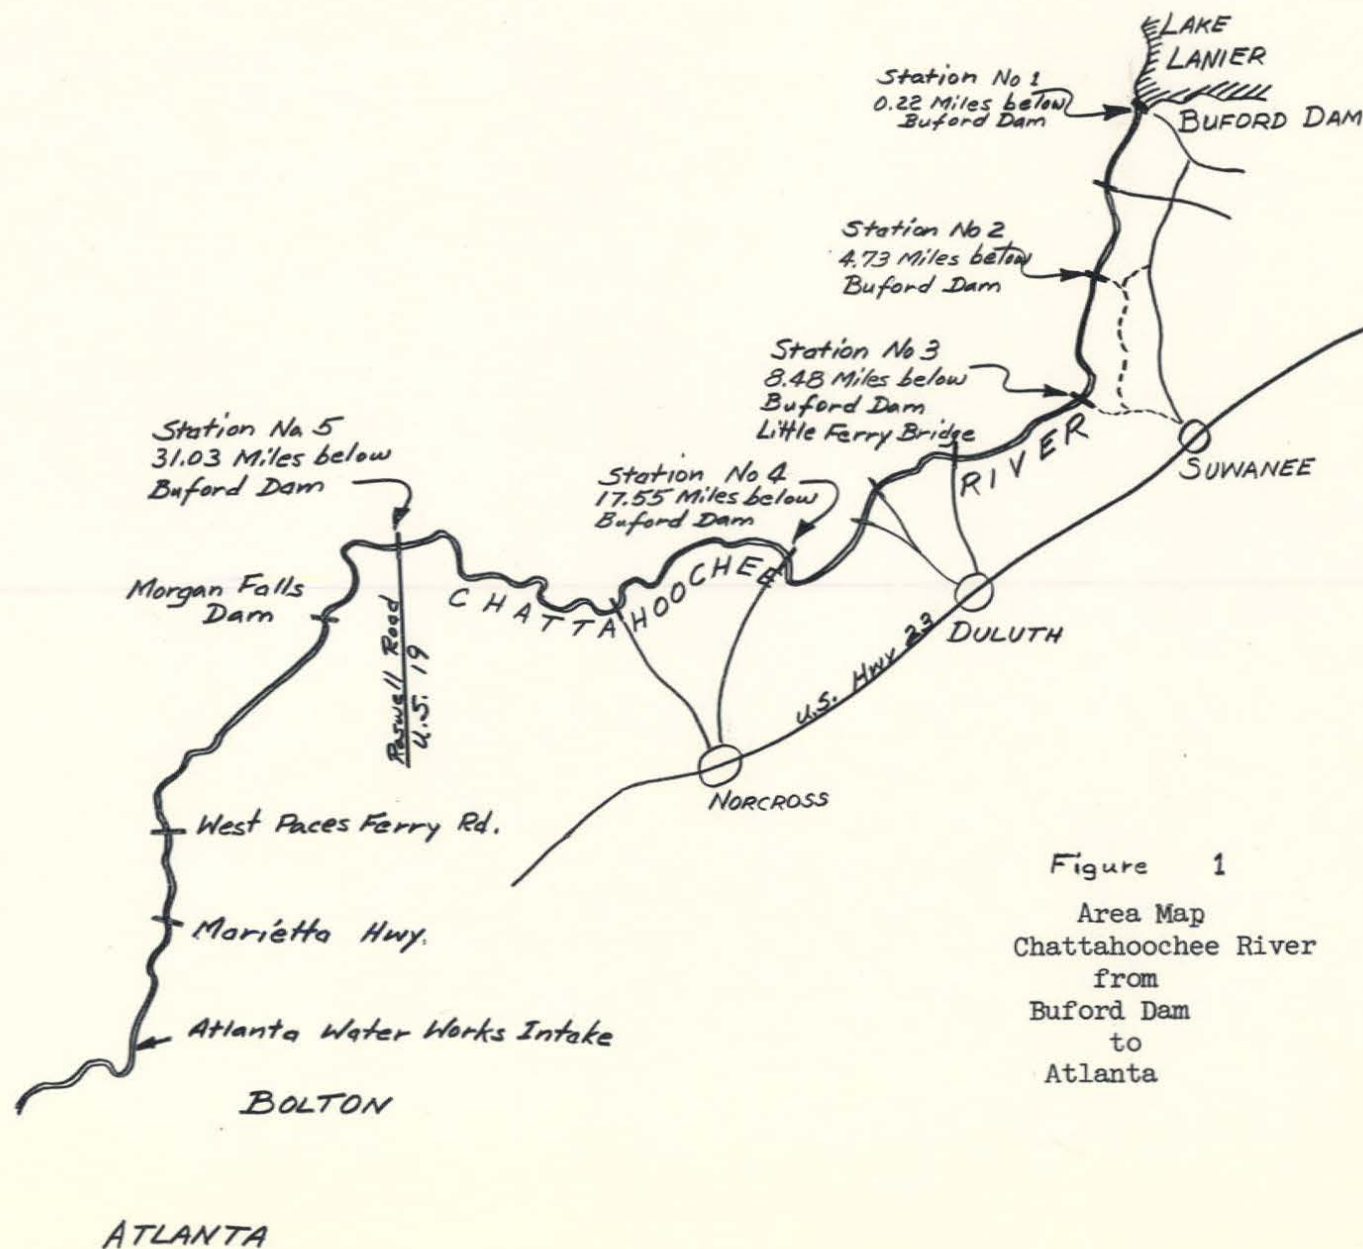 LAKE
LANIER
Station No 1
0.22 Miles below
Buford Dam
BUFORD DAM
Station No 2
4.73 Miles below
Buford Dam
Station No 3
8.48 Miles below
Buford Dam
Little Ferry Bridge
Station No. 5
31.03 Miles below
Buford Dam
Station No 4
17.55 Miles below
Buford Dam
CHATTAHOOCHEE
RIVER
SUWANEE
Morgan Falls
Dam
Roswell Road
U.S. 19
DULUTH
U.S. Hwy 23
NORCROSS
West Paces Ferry Rd.
Marietta Hwy.
Atlanta Water Works Intake
BOLTON
ATLANTA
Figure 1
Area Map
Chattahoochee River
from
Buford Dam
to
Atlanta